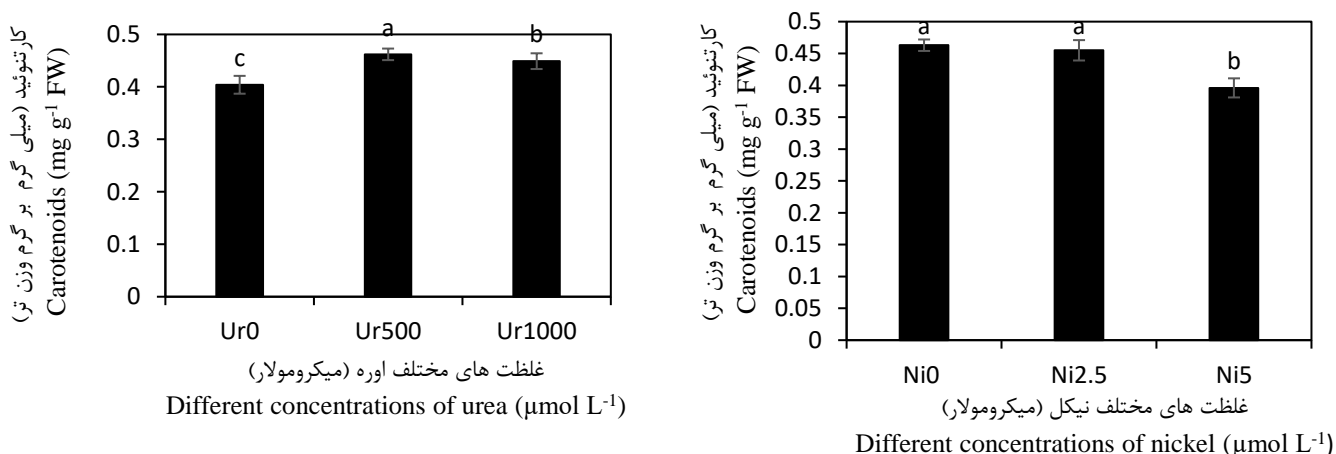 کارتنوئید (میلی گرم بر گرم وزن تر)
Carotenoids (mg g⁻¹ FW)
0.5
0.4
0.3
0.2
0.1
0
c
a
b
Ur0
Ur500
Ur1000
غلظت های مختلف اوره (میکرومولار)
Different concentrations of urea (µmol L⁻¹)
کارتنوئید (میلی گرم بر گرم وزن تر)
Carotenoids (mg g⁻¹ FW)
0.5
0.45
0.4
0.35
0.3
0.25
0.2
0.15
0.1
0.05
0
a
a
b
Ni0
Ni2.5
Ni5
غلظت های مختلف نیکل (میکرومولار)
Different concentrations of nickel (µmol L⁻¹)